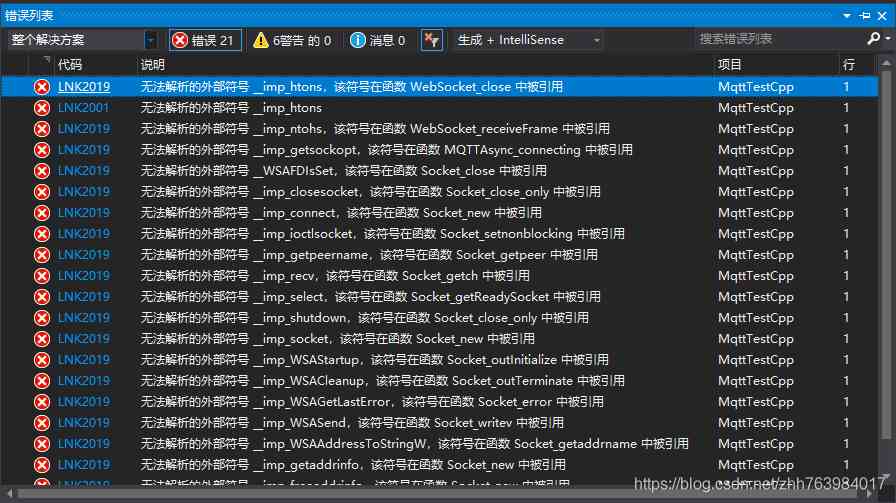 错误列表
整个解决方案 错误 21 6警告 的 0 消息 0 生成 + IntelliSense 搜索错误列表
代码 说明 项目 行
LNK2019 无法解析的外部符号 __imp_htons，该符号在函数 WebSocket_close 中被引用 MqttTestCpp 1
LNK2001 无法解析的外部符号 __imp_htons MqttTestCpp 1
LNK2019 无法解析的外部符号 __imp_ntohs，该符号在函数 WebSocket_receiveFrame 中被引用 MqttTestCpp 1
LNK2019 无法解析的外部符号 __imp_getsockopt，该符号在函数 MQTTAsync_connecting 中被引用 MqttTestCpp 1
LNK2019 无法解析的外部符号 __WSAFDIsSet，该符号在函数 Socket_close 中被引用 MqttTestCpp 1
LNK2019 无法解析的外部符号 __imp_closesocket，该符号在函数 Socket_close_only 中被引用 MqttTestCpp 1
LNK2019 无法解析的外部符号 __imp_connect，该符号在函数 Socket_new 中被引用 MqttTestCpp 1
LNK2019 无法解析的外部符号 __imp_ioctlsocket，该符号在函数 Socket_setnonblocking 中被引用 MqttTestCpp 1
LNK2019 无法解析的外部符号 __imp_getpeername，该符号在函数 Socket_getpeer 中被引用 MqttTestCpp 1
LNK2019 无法解析的外部符号 __imp_recv，该符号在函数 Socket_getch 中被引用 MqttTestCpp 1
LNK2019 无法解析的外部符号 __imp_select，该符号在函数 Socket_getReadySocket 中被引用 MqttTestCpp 1
LNK2019 无法解析的外部符号 __imp_shutdown，该符号在函数 Socket_close_only 中被引用 MqttTestCpp 1
LNK2019 无法解析的外部符号 __imp_socket，该符号在函数 Socket_new 中被引用 MqttTestCpp 1
LNK2019 无法解析的外部符号 __imp_WSAStartup，该符号在函数 Socket_outInitialize 中被引用 MqttTestCpp 1
LNK2019 无法解析的外部符号 __imp_WSACleanup，该符号在函数 Socket_outTerminate 中被引用 MqttTestCpp 1
LNK2019 无法解析的外部符号 __imp_WSAGetLastError，该符号在函数 Socket_error 中被引用 MqttTestCpp 1
LNK2019 无法解析的外部符号 __imp_WSASend，该符号在函数 Socket_writev 中被引用 MqttTestCpp 1
LNK2019 无法解析的外部符号 __imp_WSAAddressToStringW，该符号在函数 Socket_getaddrname 中被引用 MqttTestCpp 1
LNK2019 无法解析的外部符号 __imp_getaddrinfo，该符号在函数 Socket_new 中被引用 MqttTestCpp 1
LNK2019 无法解析的外部符号 __imp_freeaddrinfo，该符号在函数 Socket_new 中被引用 MqttTestCpp 1
https://blog.csdn.net/zhh763984017